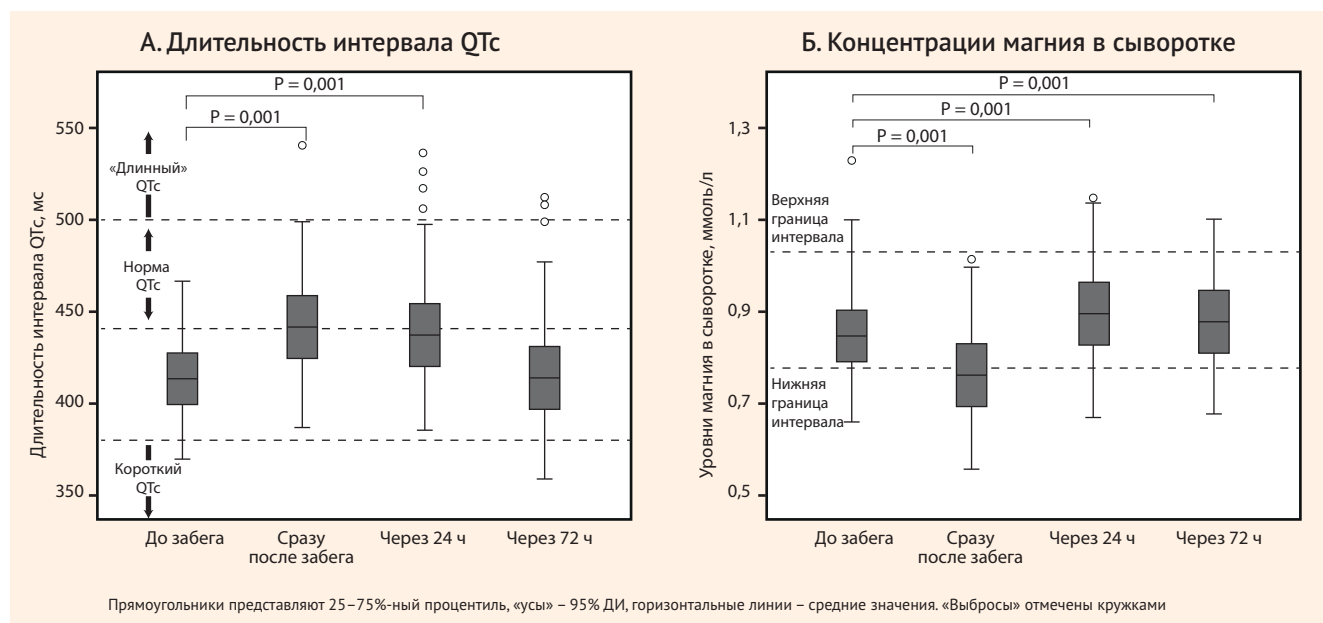 А. Длительность интервала QTc
P = 0,001
P = 0,001
550
500
450
400
350
Длительность интервала QTc, мс
«Длинный»
QTc
Норма
QTc
Короткий
QTc
До забега
Сразу
после забега
Через 24 ч
Через 72 ч
Б. Концентрации магния в сыворотке
P = 0,001
P = 0,001
P = 0,001
1,3
1,1
0,9
0,7
0,5
Уровни магния в сыворотке, ммоль/л
Верхняя
граница
интервала
Нижняя
граница
интервала
До забега
Сразу
после забега
Через 24 ч
Через 72 ч
Прямоугольники представляют 25–75%-ный процентиль, «усы» – 95% ДИ, горизонтальные линии – средние значения. «Выбросы» отмечены кружками